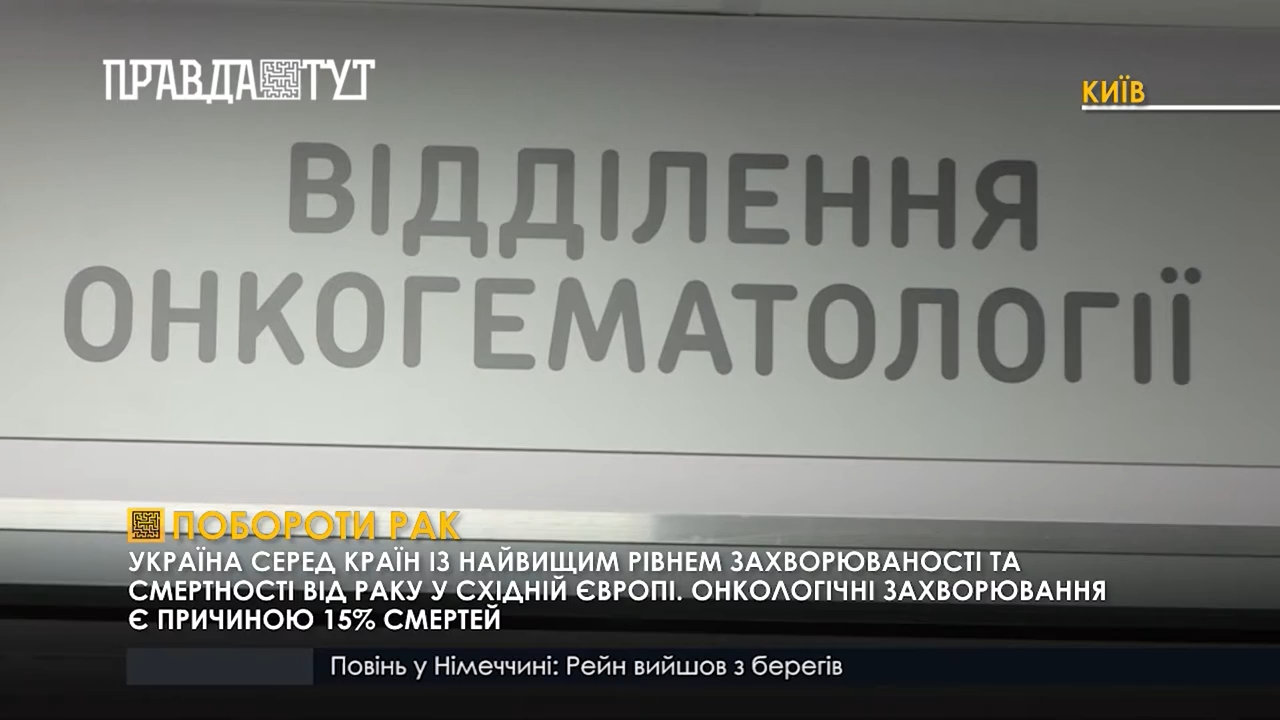 ПРАВДА ТУТ
КИЇВ
ВІДДІЛЕННЯ
ОНКОГЕМАТОЛОГІЇ
ПОБОРОТИ РАК
УКРАЇНА СЕРЕД КРАЇН ІЗ НАЙВИЩИМ РІВНЕМ ЗАХВОРЮВАНОСТІ ТА
СМЕРТНОСТІ ВІД РАКУ У СХІДНІЙ ЄВРОПІ. ОНКОЛОГІЧНІ ЗАХВОРЮВАННЯ
Є ПРИЧИНОЮ 15% СМЕРТЕЙ
Повінь у Німеччині: Рейн вийшов з берегів